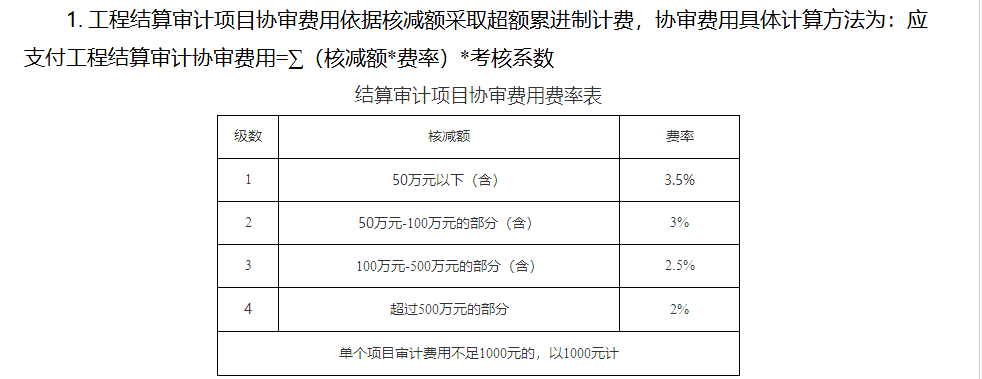 1. 工程结算审计项目协审费用依据核减额采取超额累进制计费，协审费用具体计算方法为：应
支付工程结算审计协审费用=∑（核减额*费率）*考核系数
结算审计项目协审费用费率表
级数 核减额 费率
1 50万元以下（含） 3.5%
2 50万元-100万元的部分（含） 3%
3 100万元-500万元的部分（含） 2.5%
4 超过500万元的部分 2%
单个项目审计费用不足1000元的，以1000元计